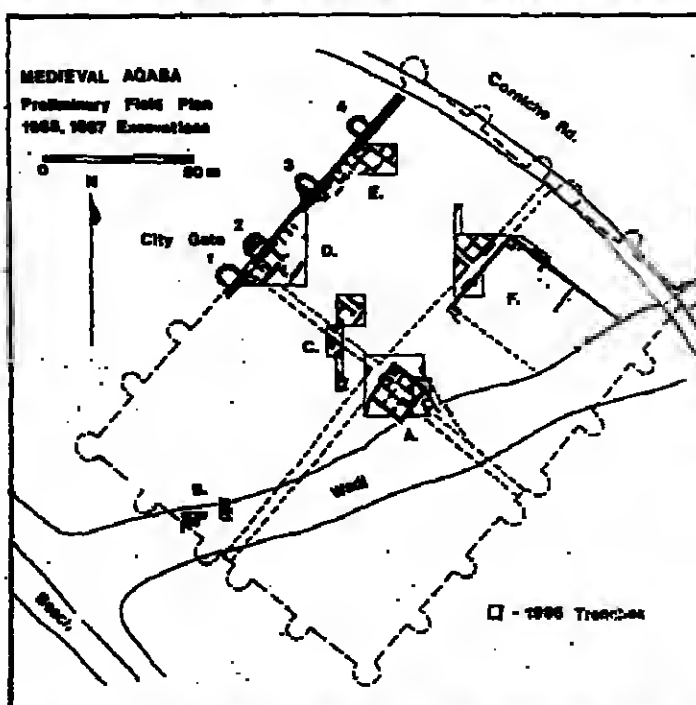 MEDIEVAL AQABA
Preliminary Field Plan
1986, 1987 Excavations
0
N
City Gate
1
2
3
4
Corniche Rd.
E.
D.
C.
F.
A.
B.
Wadi
Beach
- 1986 Trenches